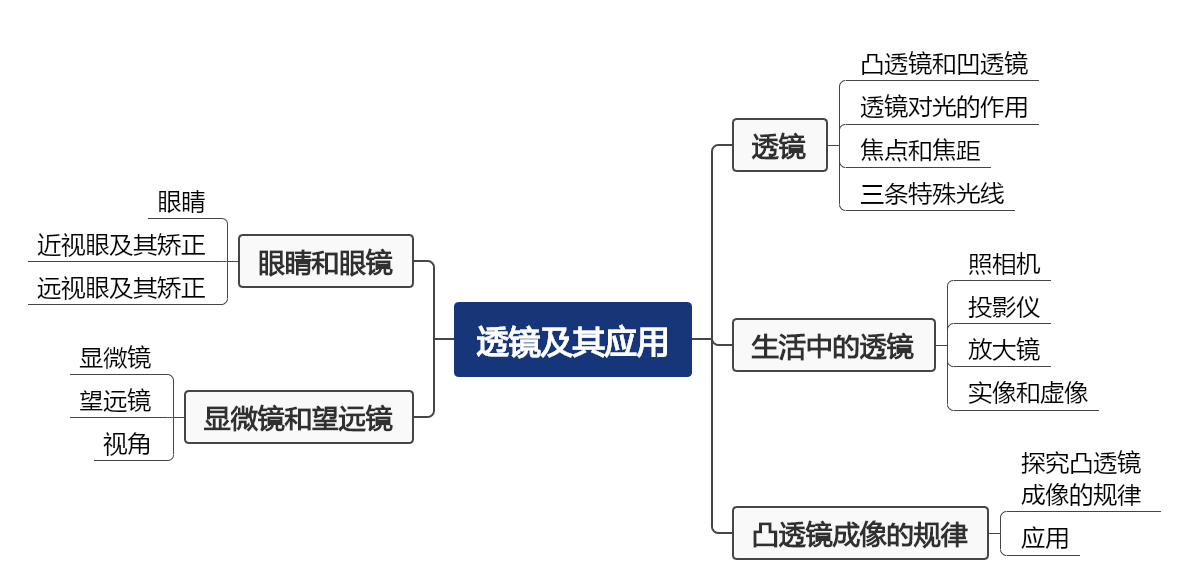 透镜及其应用
透镜
凸透镜和凹透镜
透镜对光的作用
焦点和焦距
三条特殊光线
生活中的透镜
照相机
投影仪
放大镜
实像和虚像
凸透镜成像的规律
探究凸透镜
成像的规律
应用
眼睛和眼镜
眼睛
近视眼及其矫正
远视眼及其矫正
显微镜和望远镜
显微镜
望远镜
视角